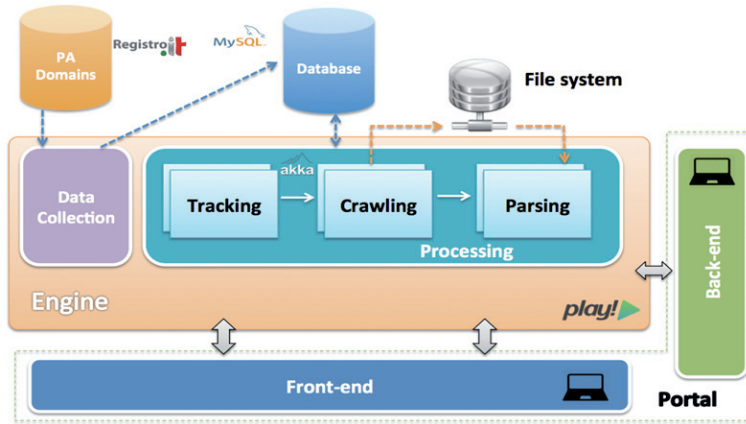 PA
Domains
Registro.it
MySQL
Database
File system
Data
Collection
Tracking
akka
Crawling
Parsing
Processing
Engine
play!
Back-end
Front-end
Portal